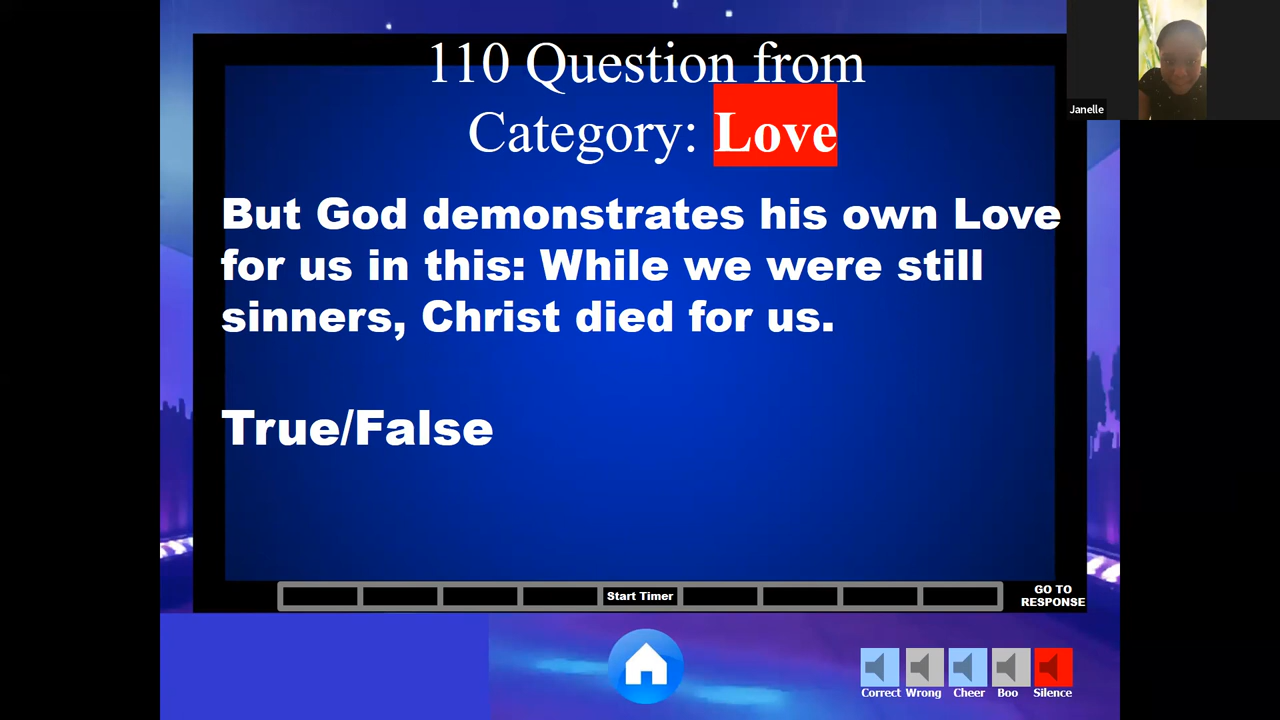 110 Question from
Category: Love
Janelle
But God demonstrates his own Love
for us in this: While we were still
sinners, Christ died for us.
True/False
Start Timer
GO TO
RESPONSE
Correct Wrong Cheer Boo Silence